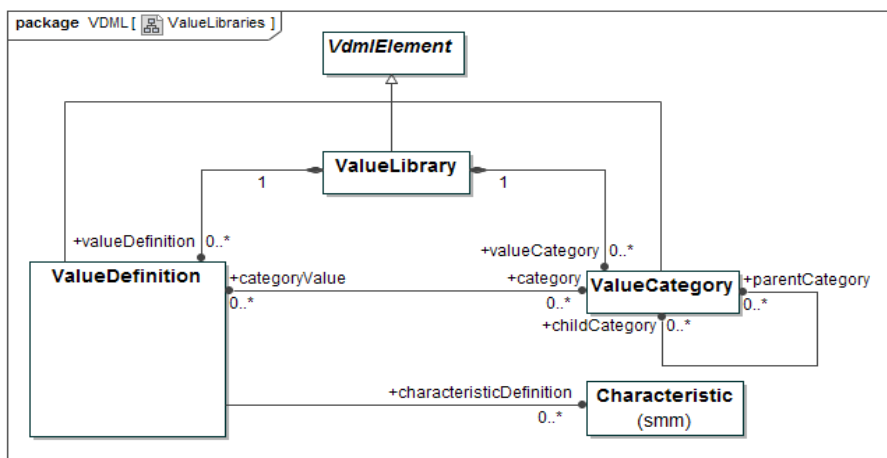 package VDML [ ValueLibraries ]
VdmlElement
ValueLibrary
1
1
+valueDefinition
0..*
+valueCategory
0..*
ValueDefinition
+categoryValue
0..*
+category
0..*
ValueCategory
+parentCategory
0..*
+childCategory
0..*
+characteristicDefinition
0..*
Characteristic
(smm)